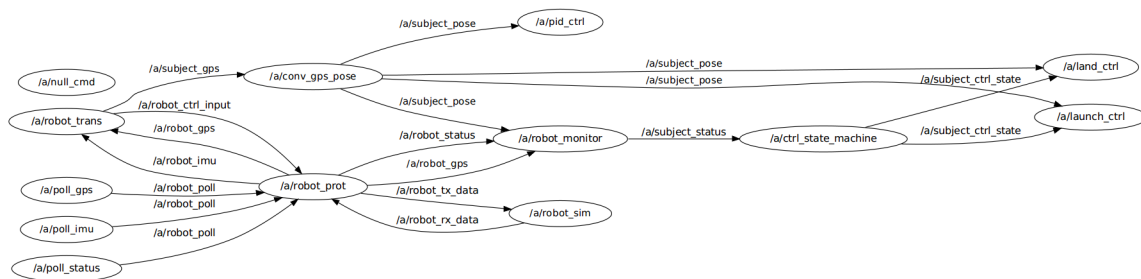 /a/pid_ctrl
/a/subject_pose
/a/subject_pose
/a/land_ctrl
/a/subject_gps
/a/conv_gps_pose
/a/subject_pose
/a/subject_ctrl_state
/a/null_cmd
/a/subject_pose
/a/robot_ctrl_input
/a/launch_ctrl
/a/robot_trans
/a/robot_gps
/a/robot_status
/a/robot_monitor
/a/subject_status
/a/ctrl_state_machine
/a/subject_ctrl_state
/a/robot_imu
/a/robot_gps
/a/poll_gps
/a/robot_poll
/a/robot_prot
/a/robot_tx_data
/a/robot_poll
/a/robot_sim
/a/robot_rx_data
/a/poll_imu
/a/robot_poll
/a/poll_status